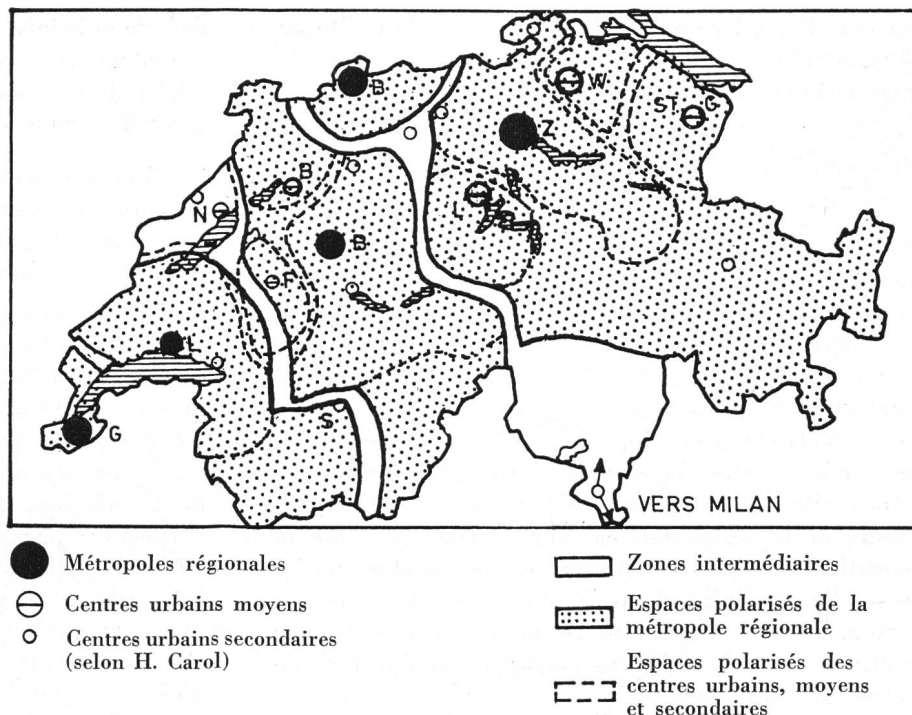 B
W
ST. G
Z
B
N
L
B
F
L
S
G
VERS MILAN
Métropoles régionales
Centres urbains moyens
Centres urbains secondaires
(selon H. Carol)
Zones intermédiaires
Espaces polarisés de la
métropole régionale
Espaces polarisés des
centres urbains, moyens
et secondaires